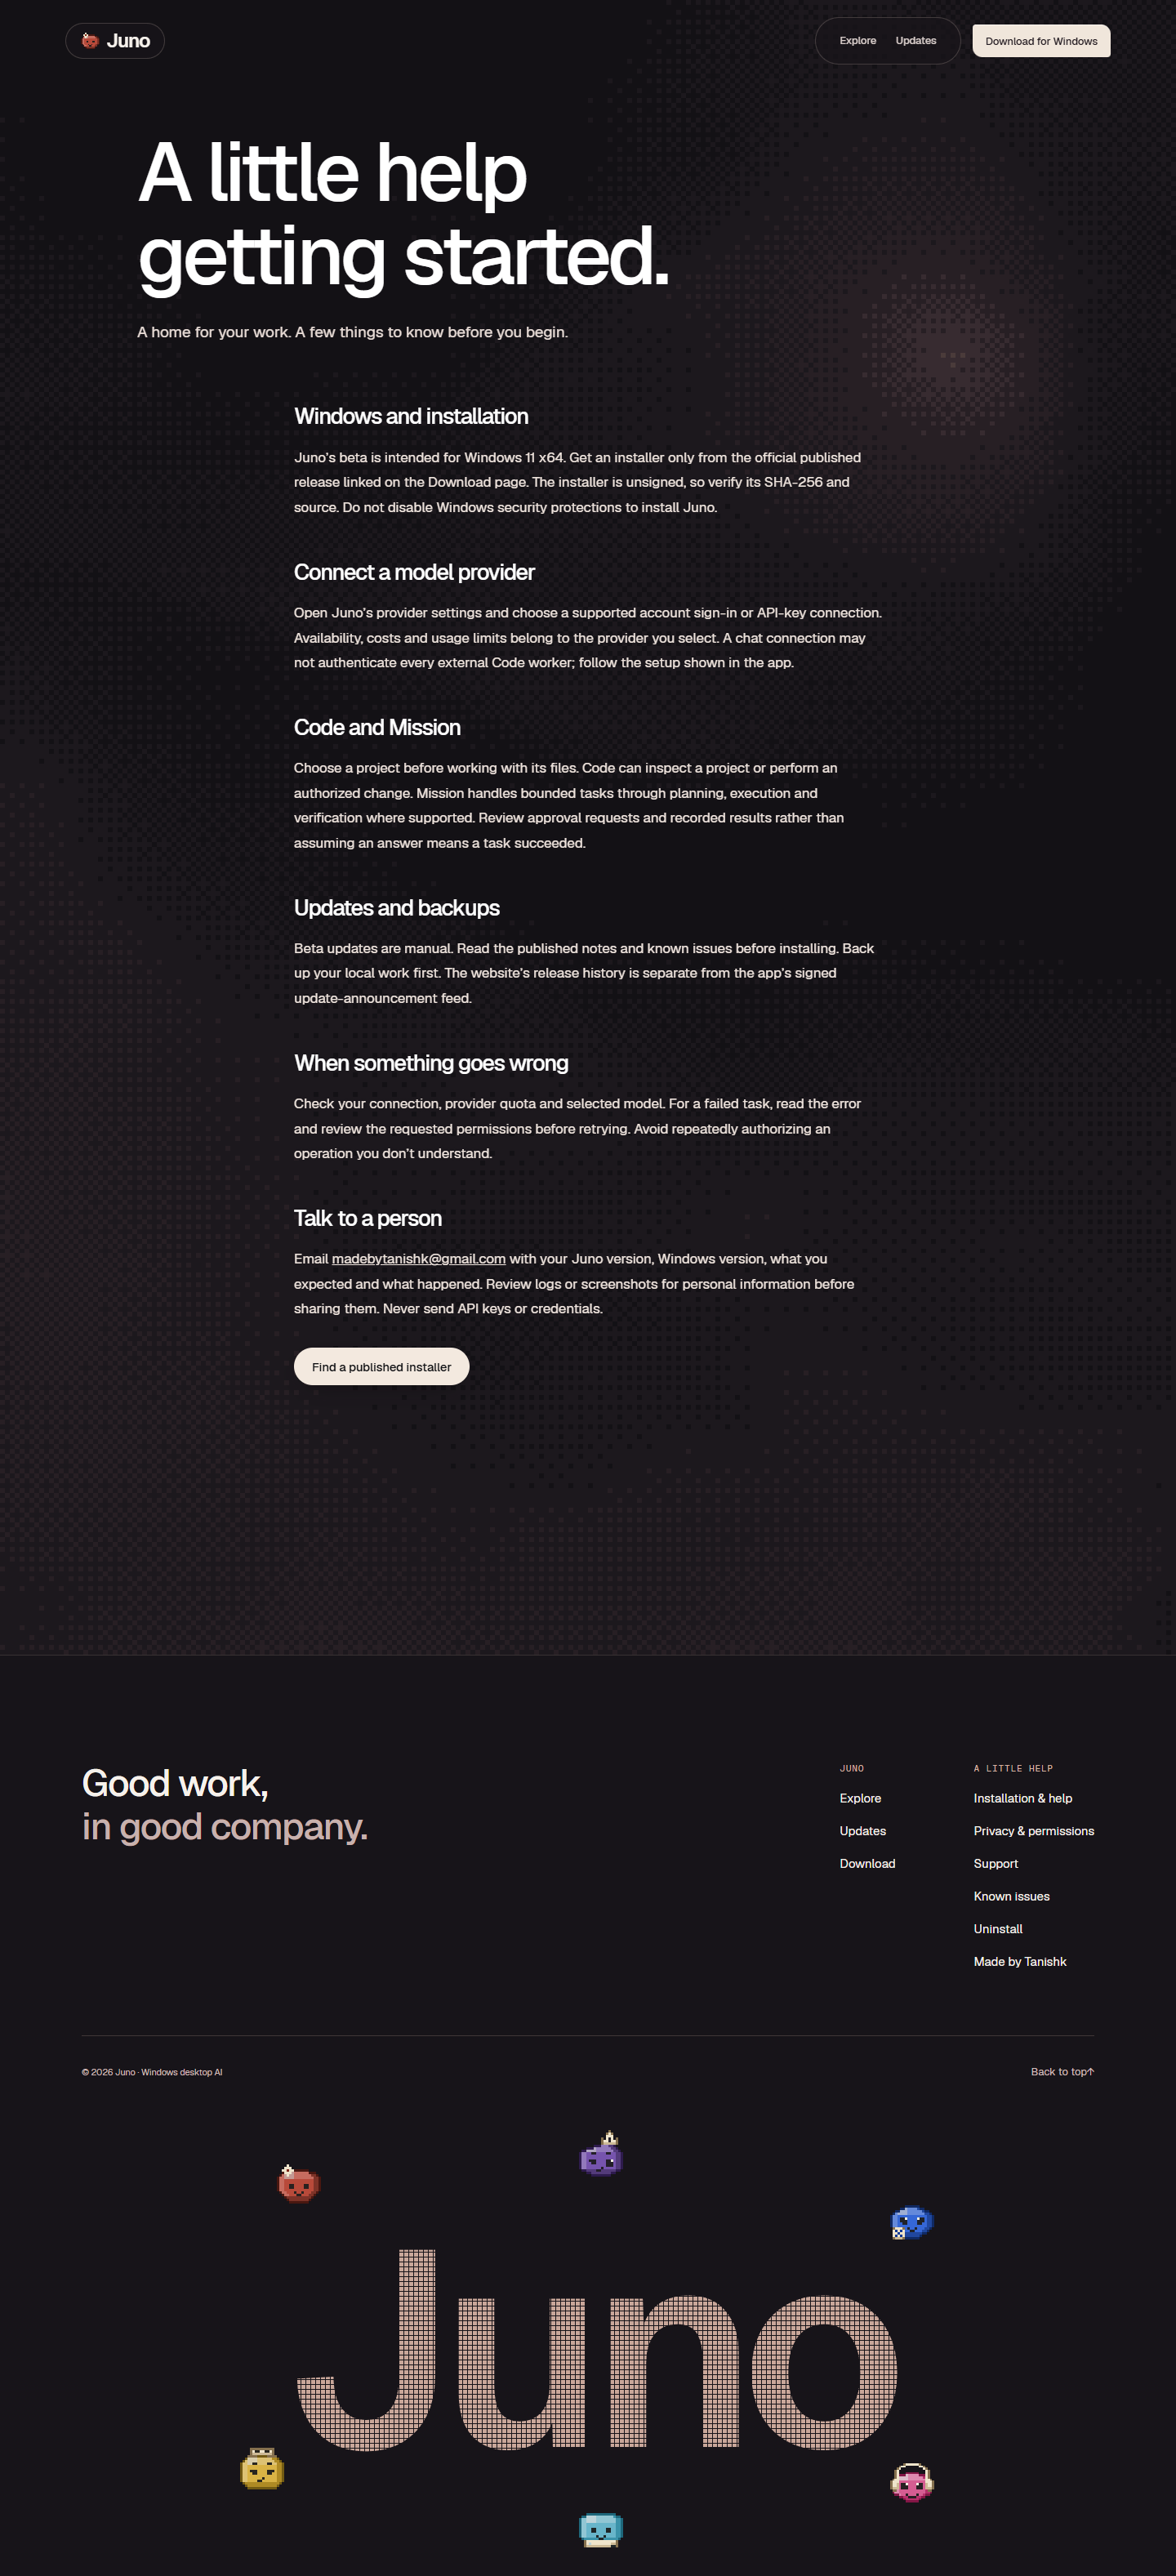 Juno
Explore
Updates
Download for Windows
A little help
getting started.
A home for your work. A few things to know before you begin.
Windows and installation
Juno’s beta is intended for Windows 11 x64. Get an installer only from the official published
release linked on the Download page. The installer is unsigned, so verify its SHA-256 and
source. Do not disable Windows security protections to install Juno.
Connect a model provider
Open Juno’s provider settings and choose a supported account sign-in or API-key connection.
Availability, costs and usage limits belong to the provider you select. A chat connection may
not authenticate every external Code worker; follow the setup shown in the app.
Code and Mission
Choose a project before working with its files. Code can inspect a project or perform an
authorized change. Mission handles bounded tasks through planning, execution and
verification where supported. Review approval requests and recorded results rather than
assuming an answer means a task succeeded.
Updates and backups
Beta updates are manual. Read the published notes and known issues before installing. Back
up your local work first. The website’s release history is separate from the app’s signed
update-announcement feed.
When something goes wrong
Check your connection, provider quota and selected model. For a failed task, read the error
and review the requested permissions before retrying. Avoid repeatedly authorizing an
operation you don’t understand.
Talk to a person
Email madebytanishk@gmail.com with your Juno version, Windows version, what you
expected and what happened. Review logs or screenshots for personal information before
sharing them. Never send API keys or credentials.
Find a published installer
Good work,
in good company.
JUNO
Explore
Updates
Download
A LITTLE HELP
Installation & help
Privacy & permissions
Support
Known issues
Uninstall
Made by Tanishk
© 2026 Juno · Windows desktop AI
Back to top↑
Juno